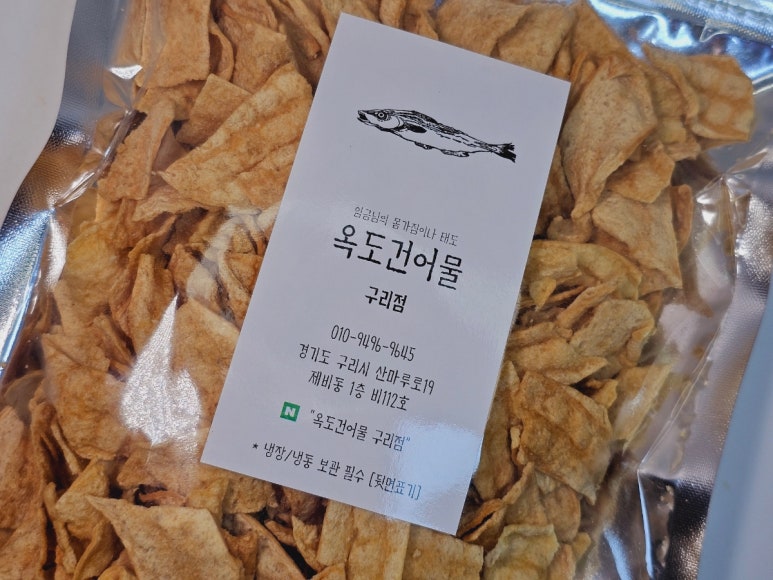 임금님의 몸가짐이나 태도
옥도건어물
구리점
010-9496-9645
경기도 구리시 산마루로19
제비동 1층 비112호
N "옥도건어물 구리점"
* 냉장/냉동 보관 필수 [뒷면표기]